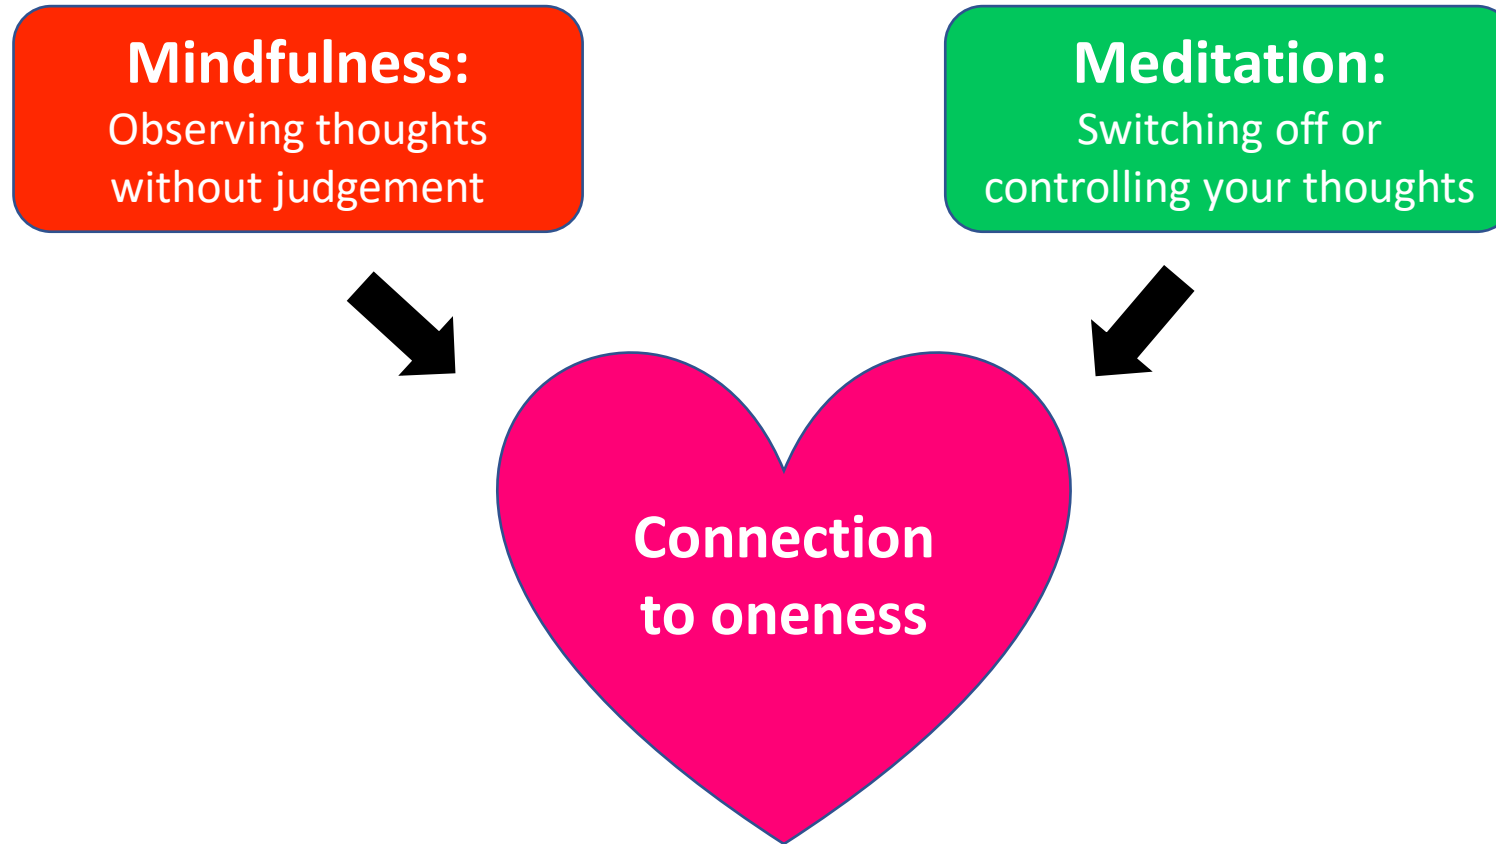 Mindfulness:
Observing thoughts
without judgement
Meditation:
Switching off or
controlling your thoughts
Connection
to oneness